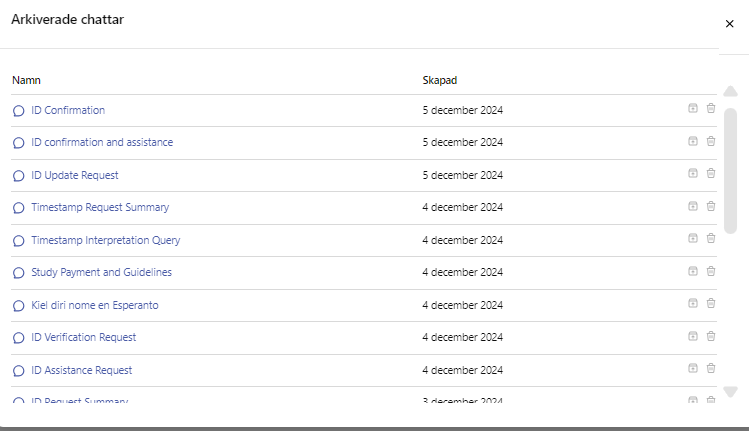 Arkiverade chattar
Namn Skapad
ID Confirmation 5 december 2024
ID confirmation and assistance 5 december 2024
ID Update Request 5 december 2024
Timestamp Request Summary 4 december 2024
Timestamp Interpretation Query 4 december 2024
Study Payment and Guidelines 4 december 2024
Kiel diri nome en Esperanto 4 december 2024
ID Verification Request 4 december 2024
ID Assistance Request 4 december 2024
ID Request Summary 3 december 2024